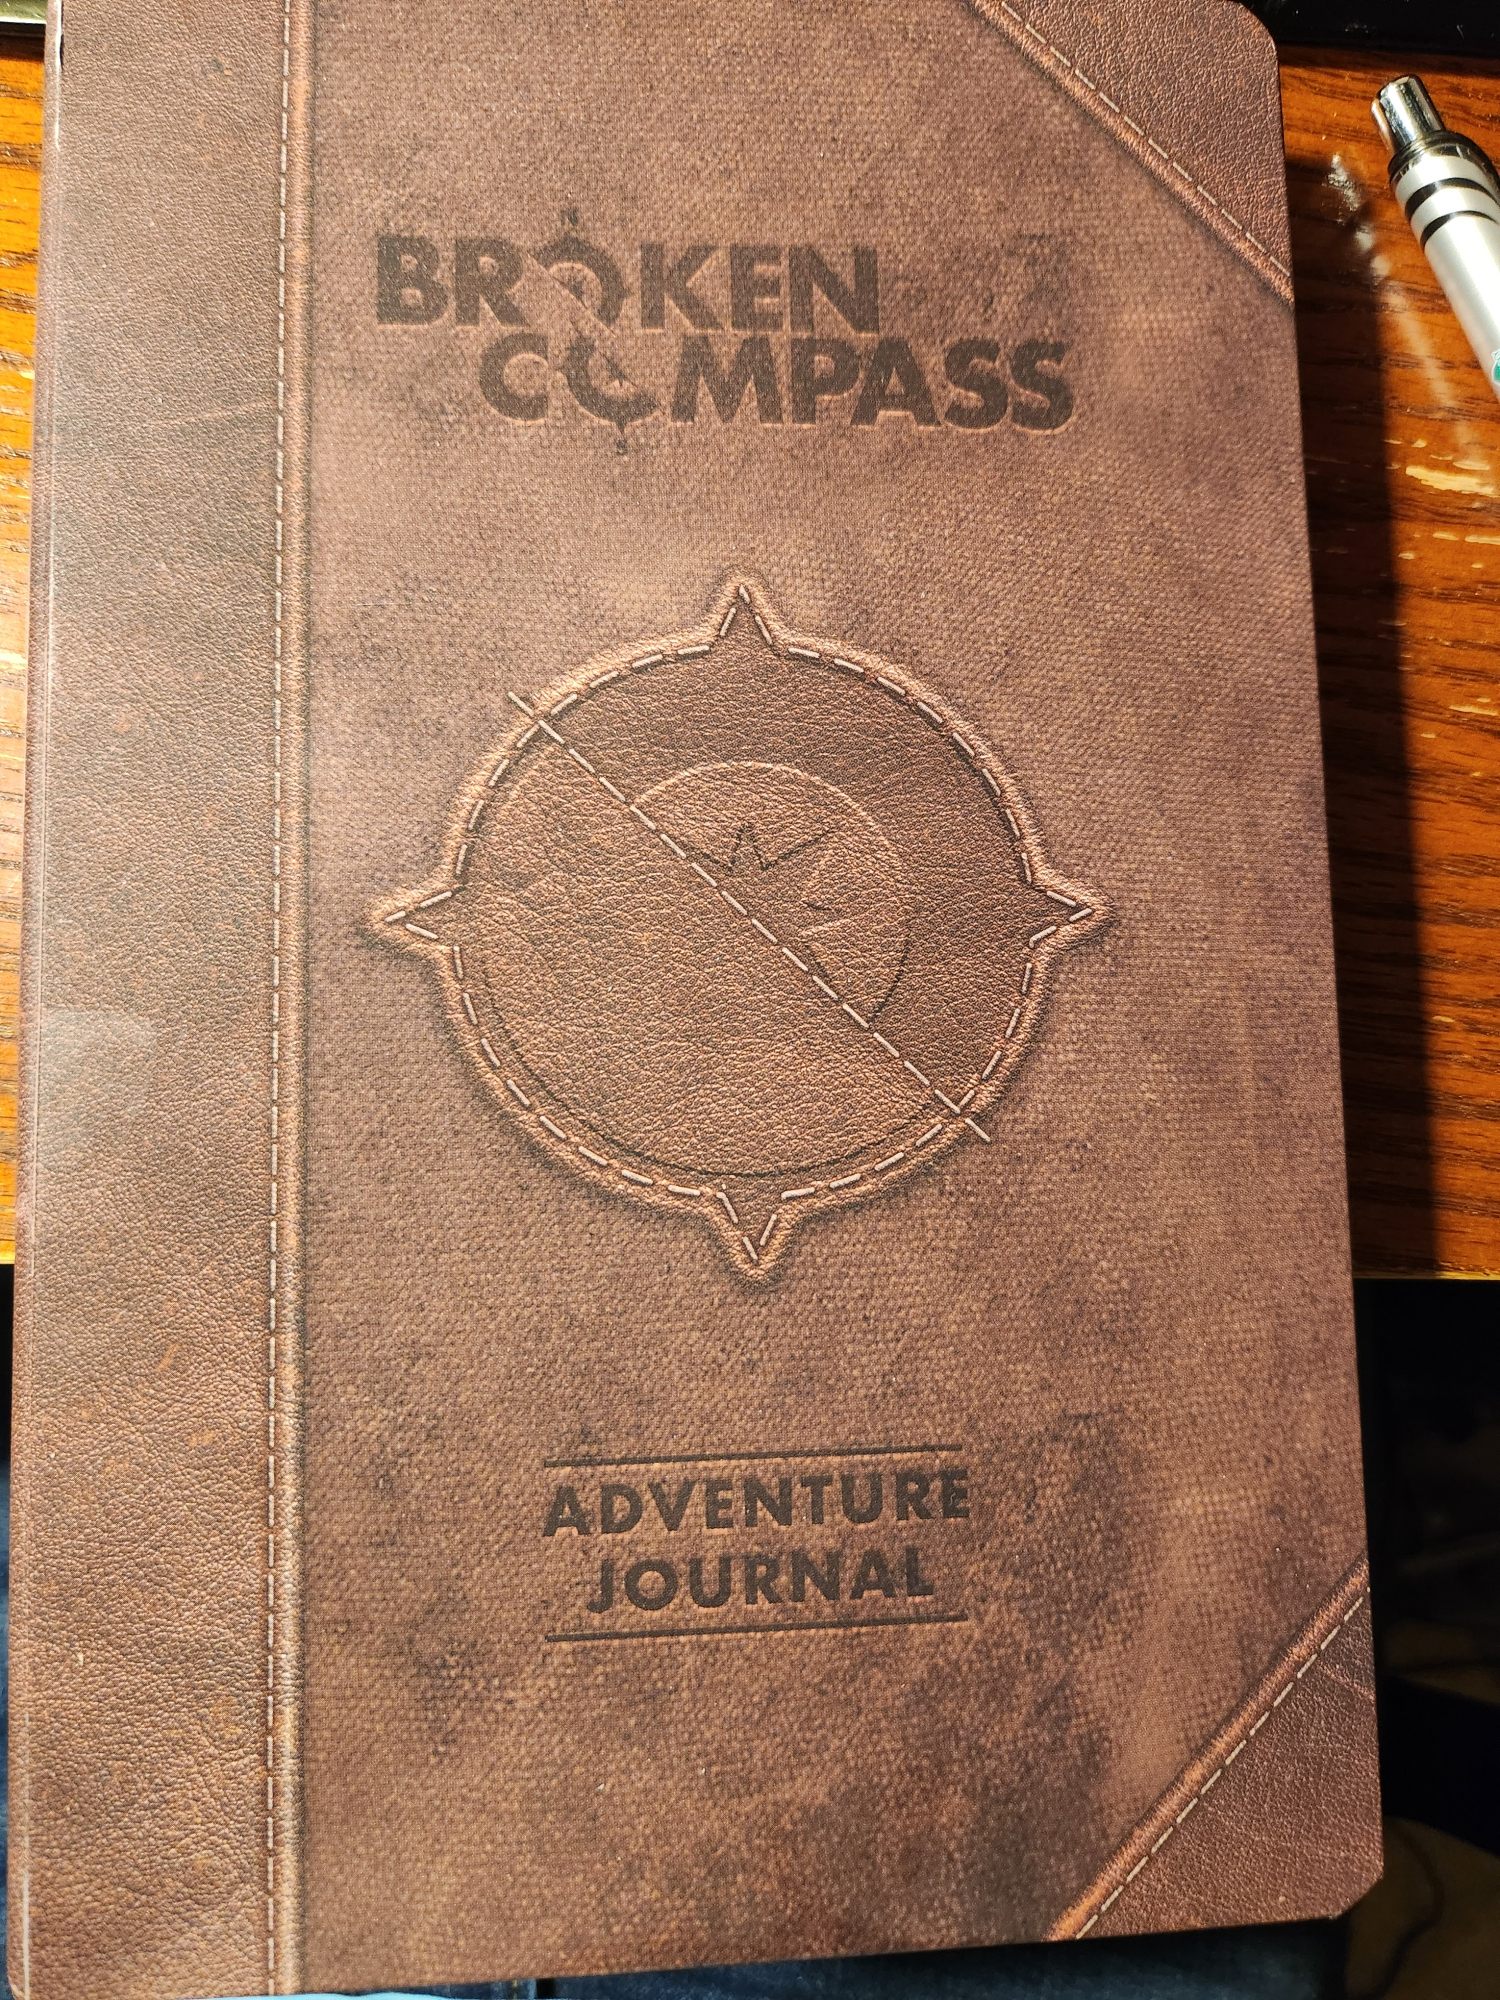 N
BROKEN
COMPASS
S
ADVENTURE
JOURNAL